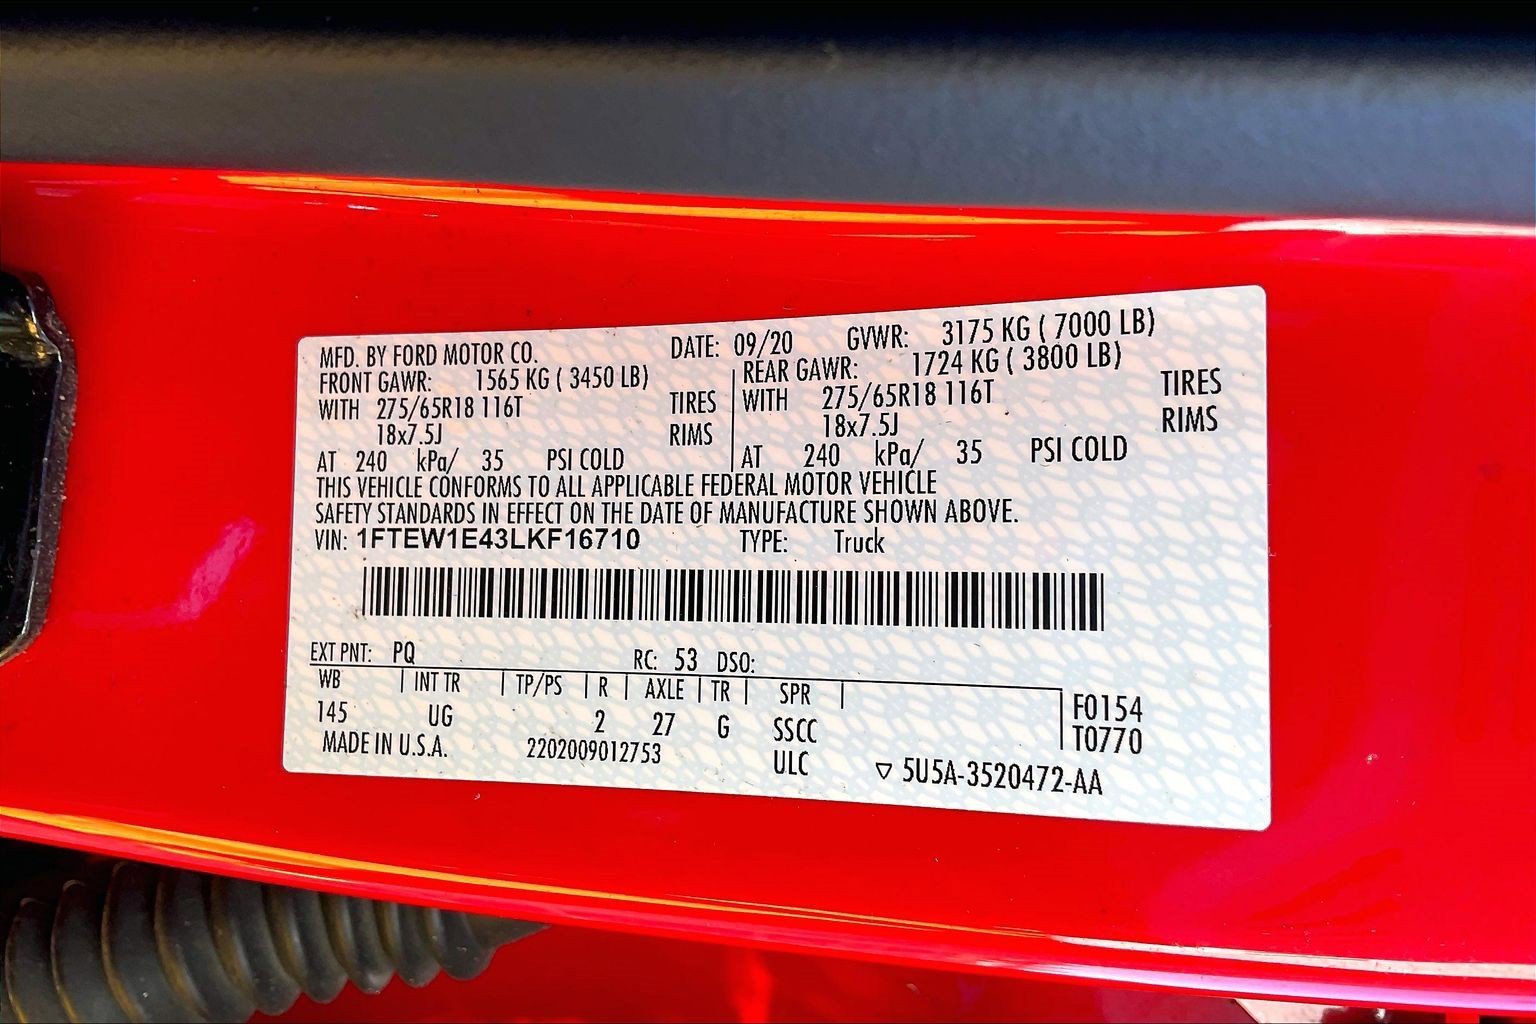 MFD. BY FORD MOTOR CO. DATE: 09/20 GVWR: 3175 KG ( 7000 LB)
FRONT GAWR: 1565 KG ( 3450 LB) REAR GAWR: 1724 KG ( 3800 LB)
WITH 275/65R18 116T TIRES WITH 275/65R18 116T TIRES
18x7.5J RIMS 18x7.5J RIMS
AT 240 kPa/ 35 PSI COLD AT 240 kPa/ 35 PSI COLD
THIS VEHICLE CONFORMS TO ALL APPLICABLE FEDERAL MOTOR VEHICLE
SAFETY STANDARDS IN EFFECT ON THE DATE OF MANUFACTURE SHOWN ABOVE.
VIN: 1FTEW1E43LKF16710 TYPE: Truck
EXT PNT: PQ RC: 53 DSO:
WB | INT TR | TP/PS | R | AXLE | TR | SPR | F0154
145 UG 2 27 G SSCC T0770
MADE IN U.S.A. 2202009012753 ULC ▽ 5U5A-3520472-AA